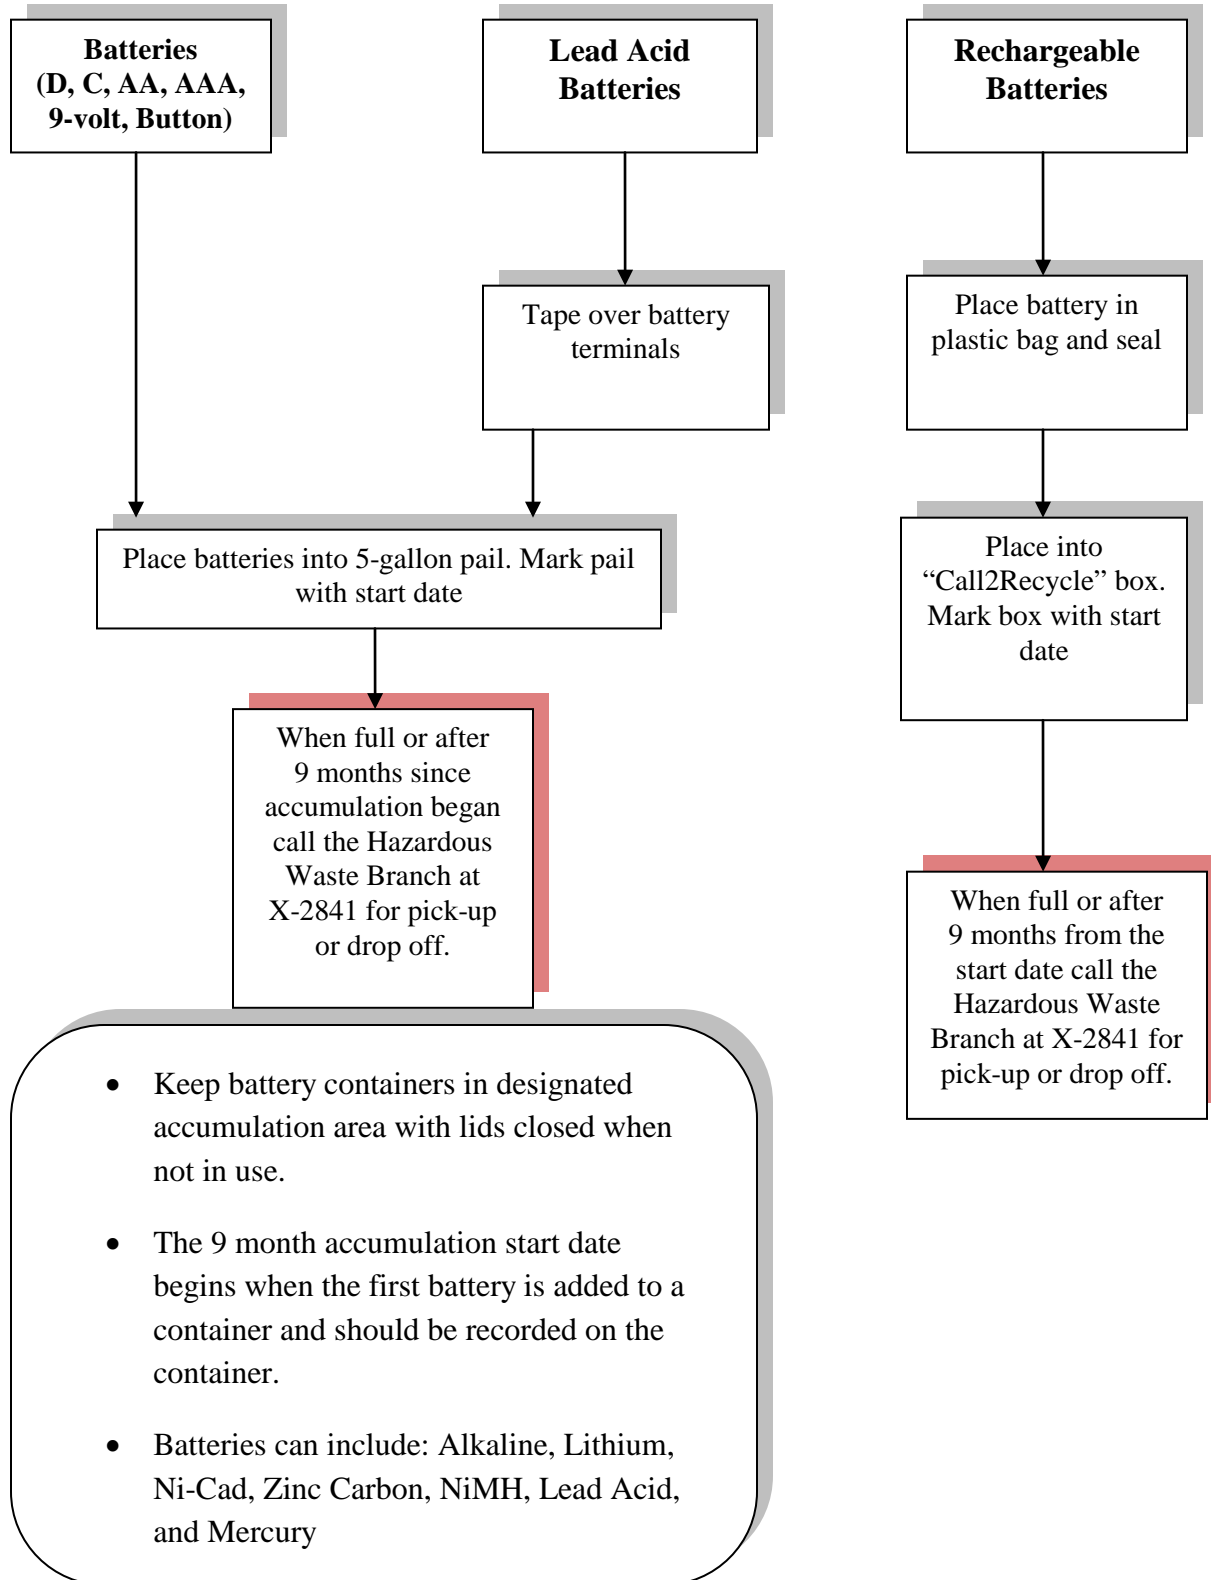 Batteries
(D, C, AA, AAA,
9-volt, Button)
Lead Acid
Batteries
Rechargeable
Batteries
Tape over battery
terminals
Place battery in
plastic bag and seal
Place batteries into 5-gallon pail. Mark pail
with start date
Place into
“Call2Recycle” box.
Mark box with start
date
When full or after
9 months since
accumulation began
call the Hazardous
Waste Branch at
X-2841 for pick-up
or drop off.
When full or after
9 months from the
start date call the
Hazardous Waste
Branch at X-2841 for
pick-up or drop off.
• Keep battery containers in designated
accumulation area with lids closed when
not in use.
• The 9 month accumulation start date
begins when the first battery is added to a
container and should be recorded on the
container.
• Batteries can include: Alkaline, Lithium,
Ni-Cad, Zinc Carbon, NiMH, Lead Acid,
and Mercury